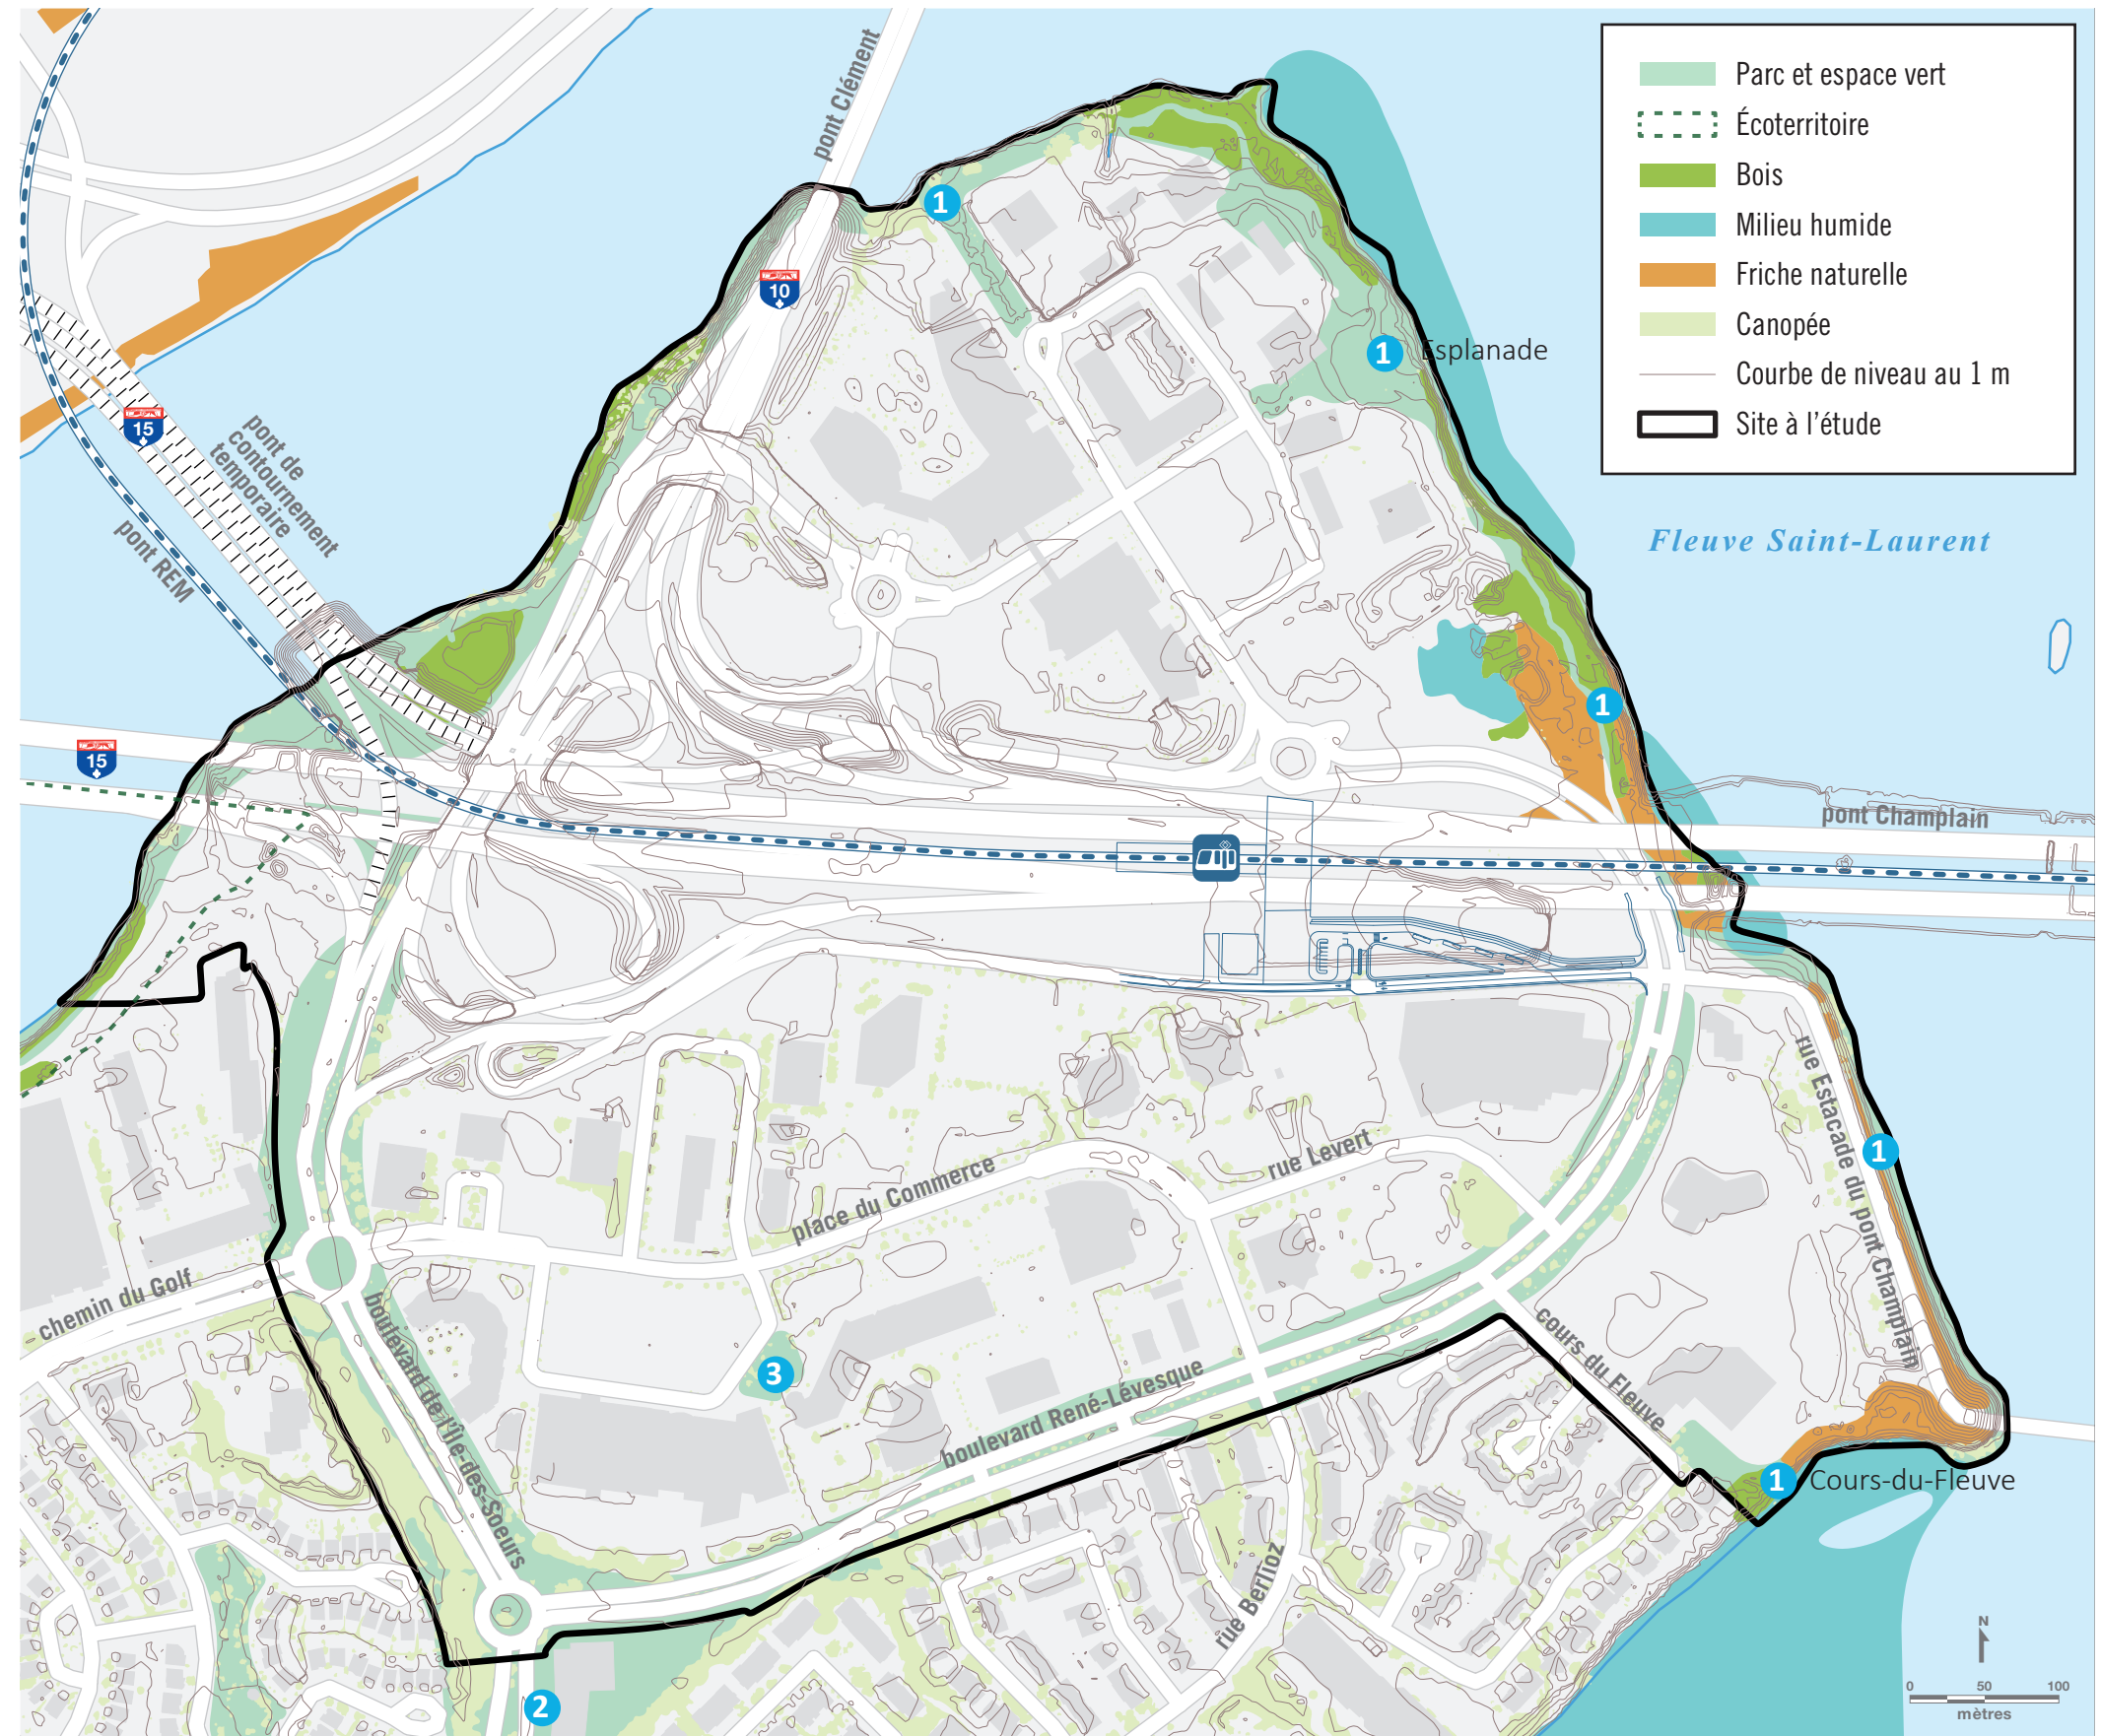 Parc et espace vert
Écoterritoire
Bois
Milieu humide
Friche naturelle
Canopée
Courbe de niveau au 1 m
Site à l'étude
pont Clément
1
10
1
Esplanade
15
pont de
contournement
temporaire
pont REM
Fleuve Saint-Laurent
1
15
pont Champlain
rue Estacade du pont Champlain
1
rue Levert
place du Commerce
chemin du Golf
boulevard de l'Île-des-Soeurs
3
boulevard René-Lévesque
cours du Fleuve
1
Cours-du-Fleuve
rue Berlioz
2
N
0 50 100
mètres